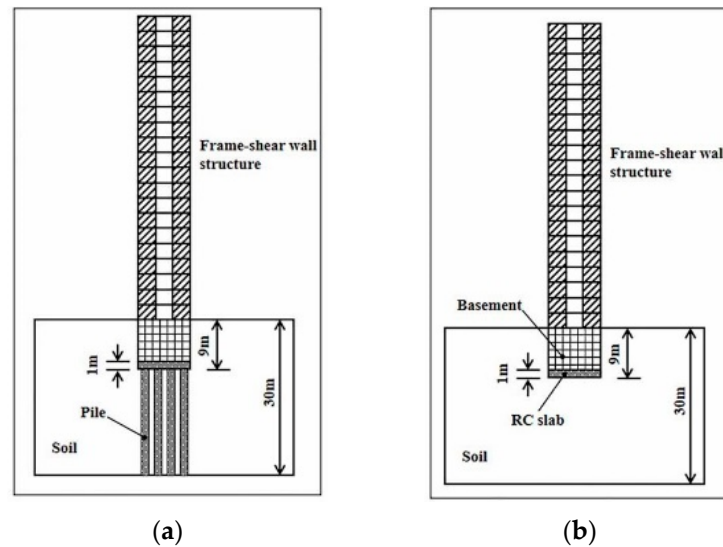 Frame-shear wall
structure
1m
9m
30m
Pile
Soil
(a)
Frame-shear wall
structure
Basement
1m
9m
30m
RC slab
Soil
(b)